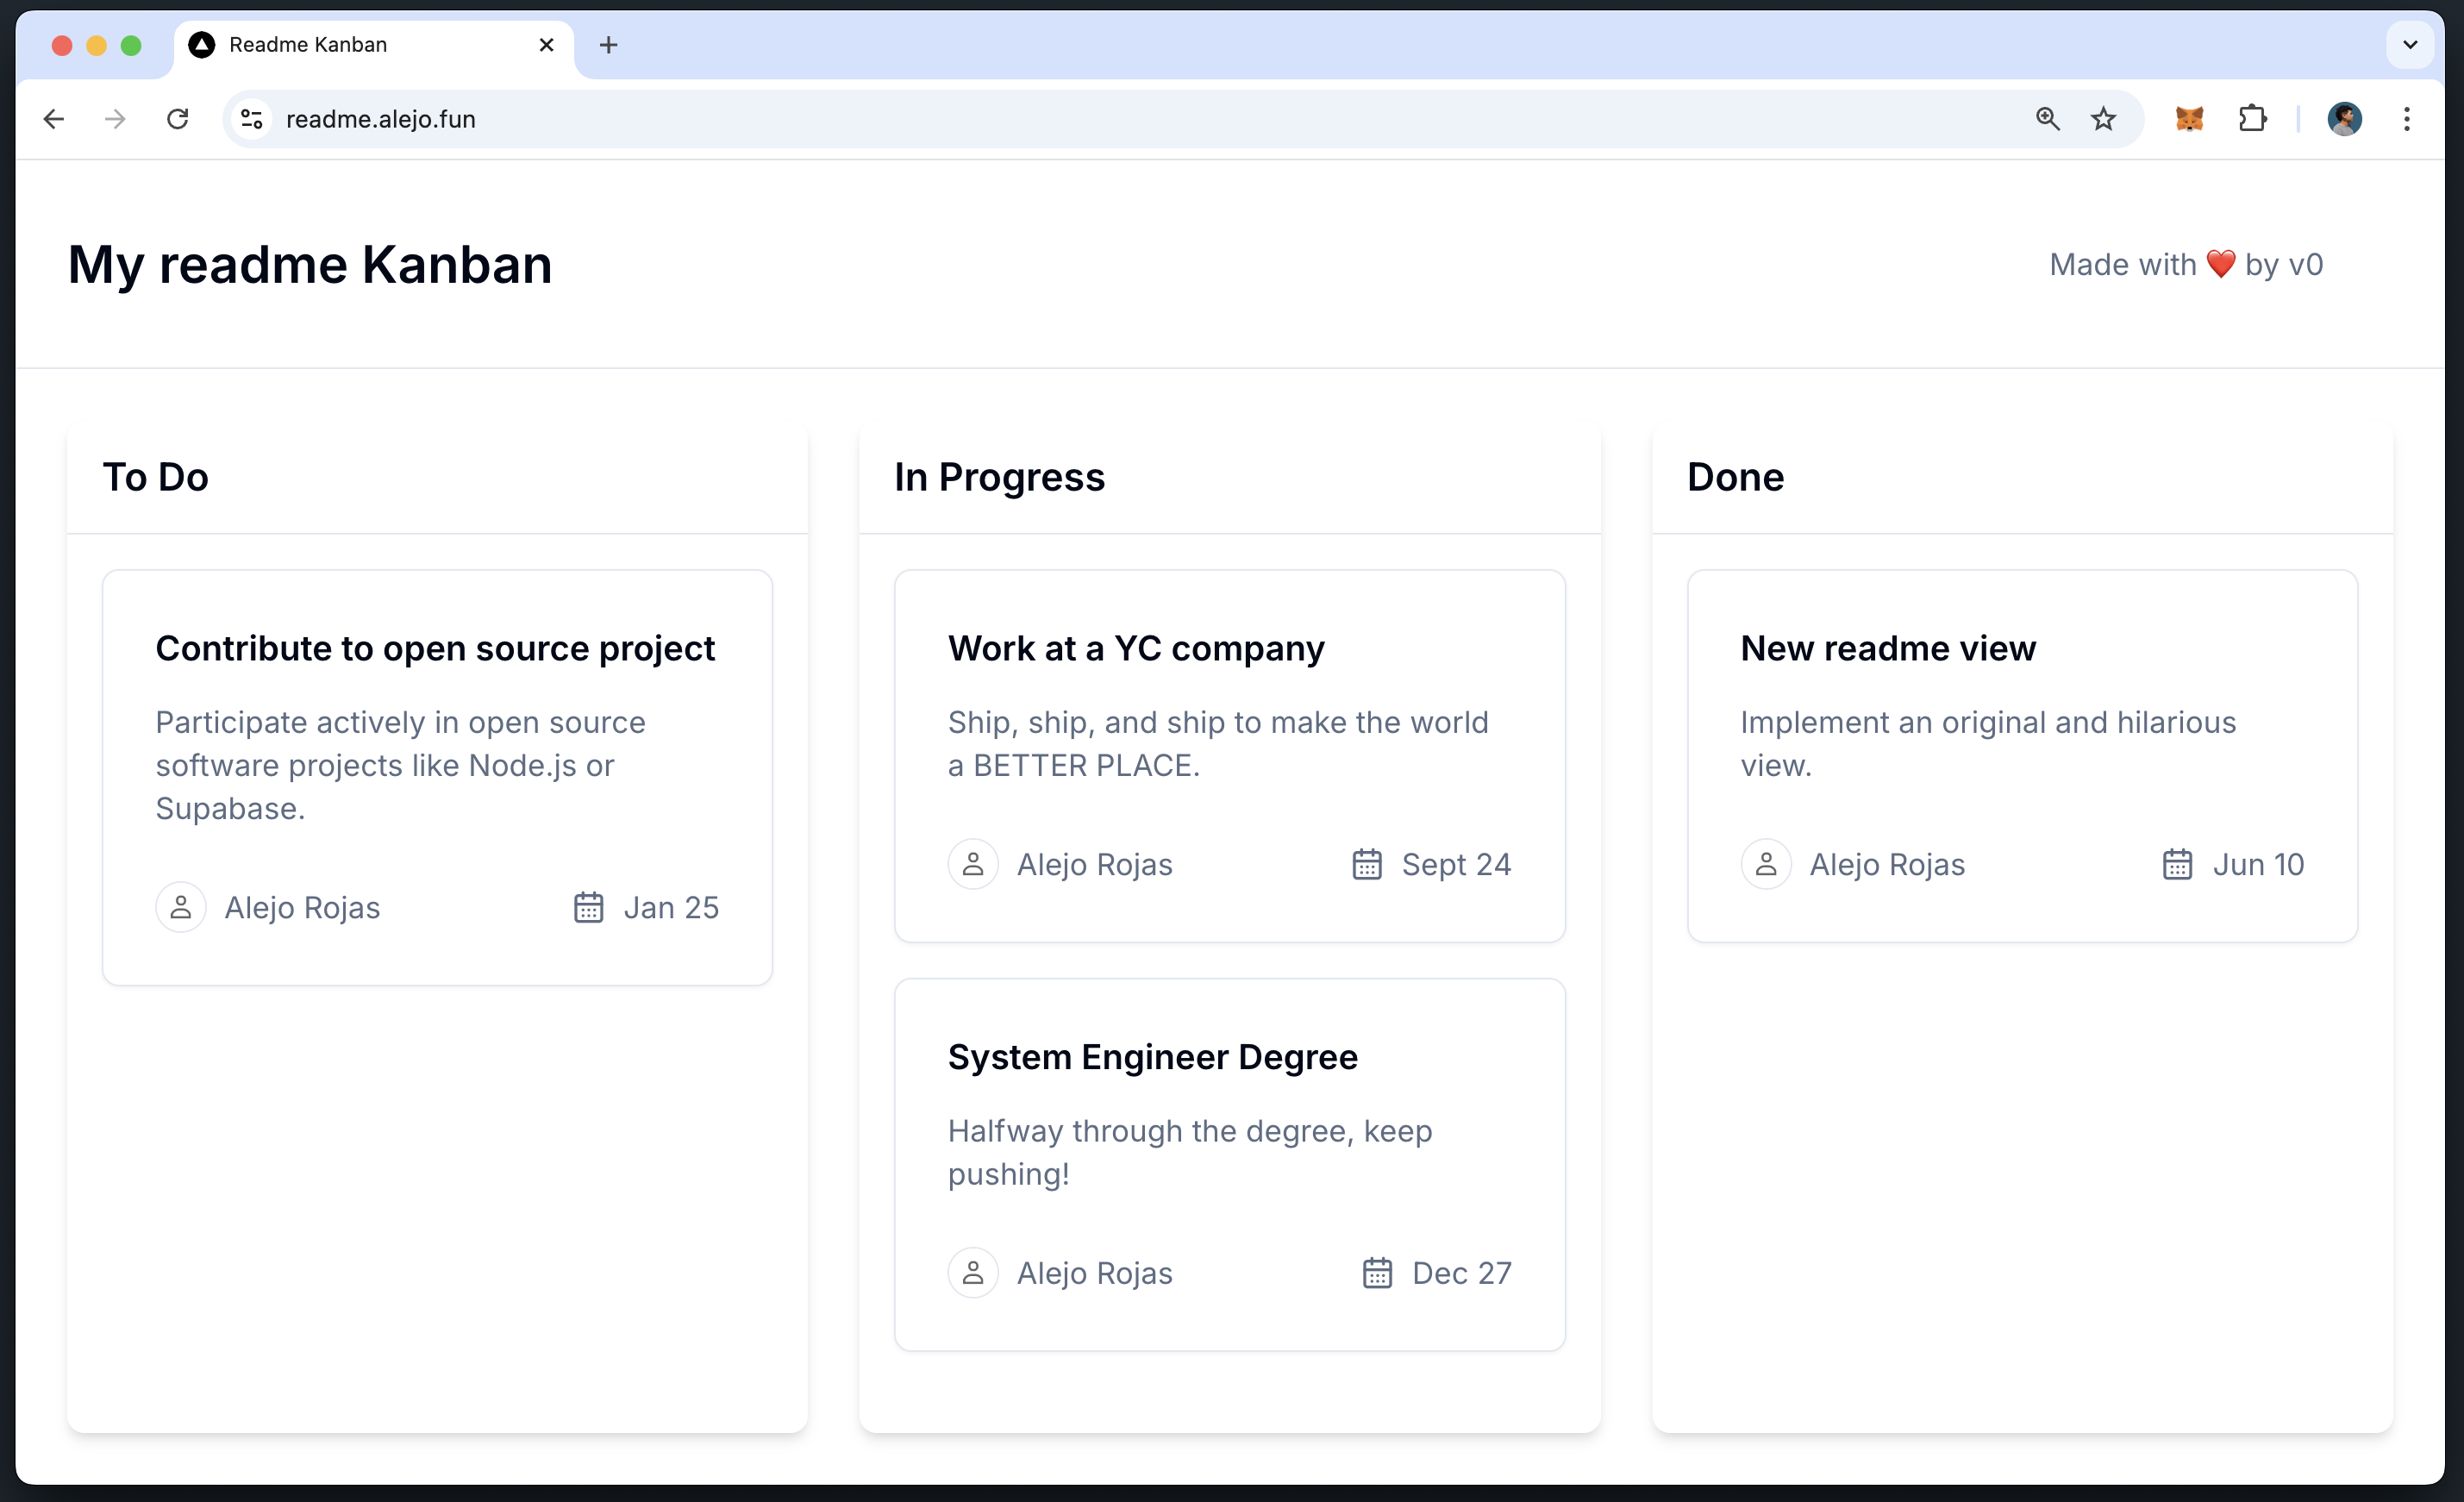 Readme Kanban
readme.alejo.fun
My readme Kanban
Made with ❤️ by v0
To Do
Contribute to open source project
Participate actively in open source
software projects like Node.js or
Supabase.
Alejo Rojas
Jan 25
In Progress
Work at a YC company
Ship, ship, and ship to make the world
a BETTER PLACE.
Alejo Rojas
Sept 24
System Engineer Degree
Halfway through the degree, keep
pushing!
Alejo Rojas
Dec 27
Done
New readme view
Implement an original and hilarious
view.
Alejo Rojas
Jun 10